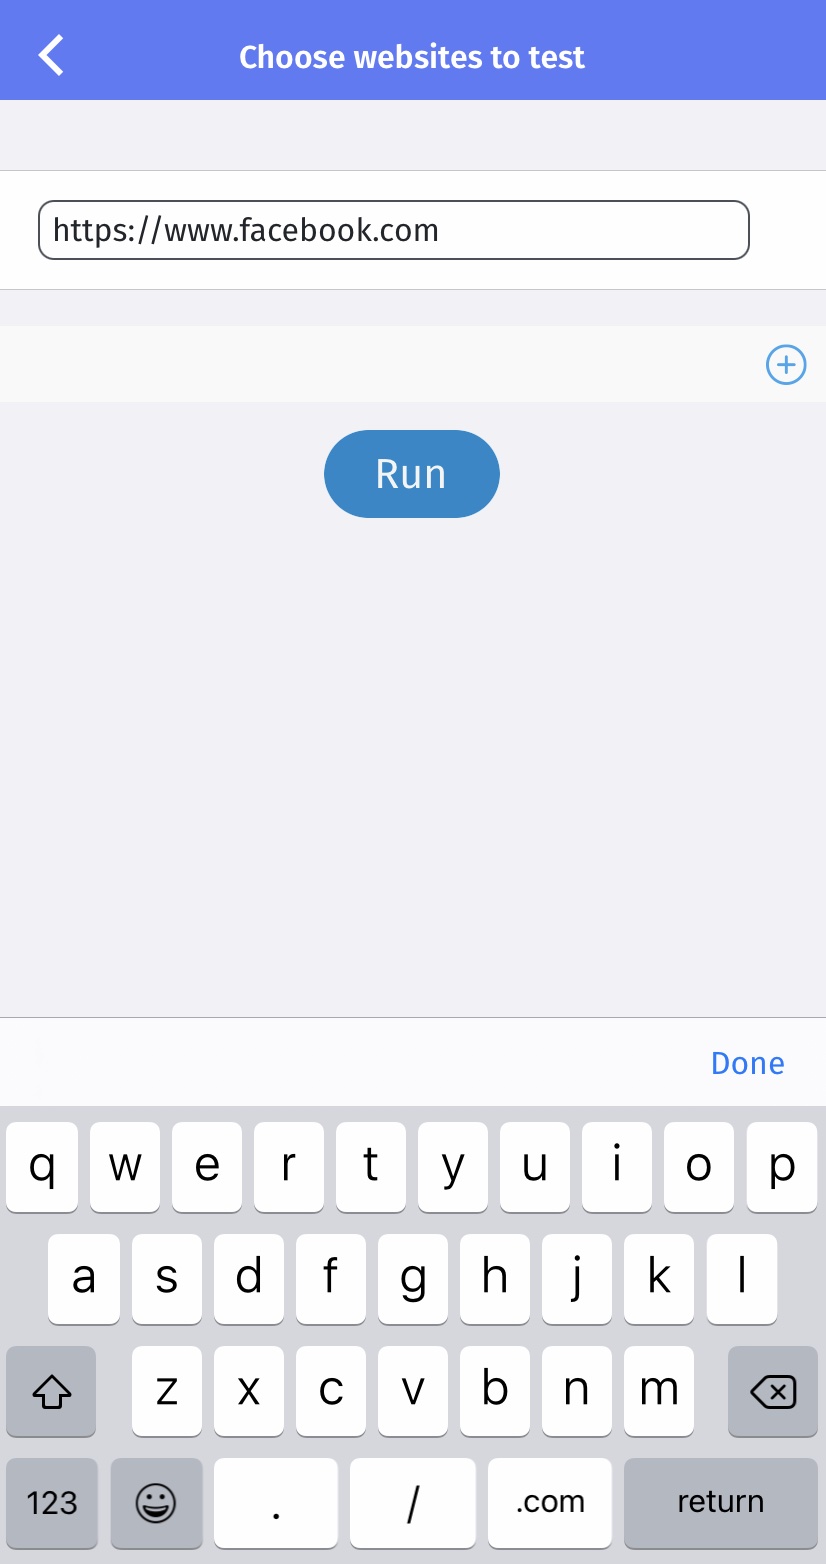 Choose websites to test
https://www.facebook.com
Run
Done
q w e r t y u i o p
a s d f g h j k l
z x c v b n m
123 . / .com return